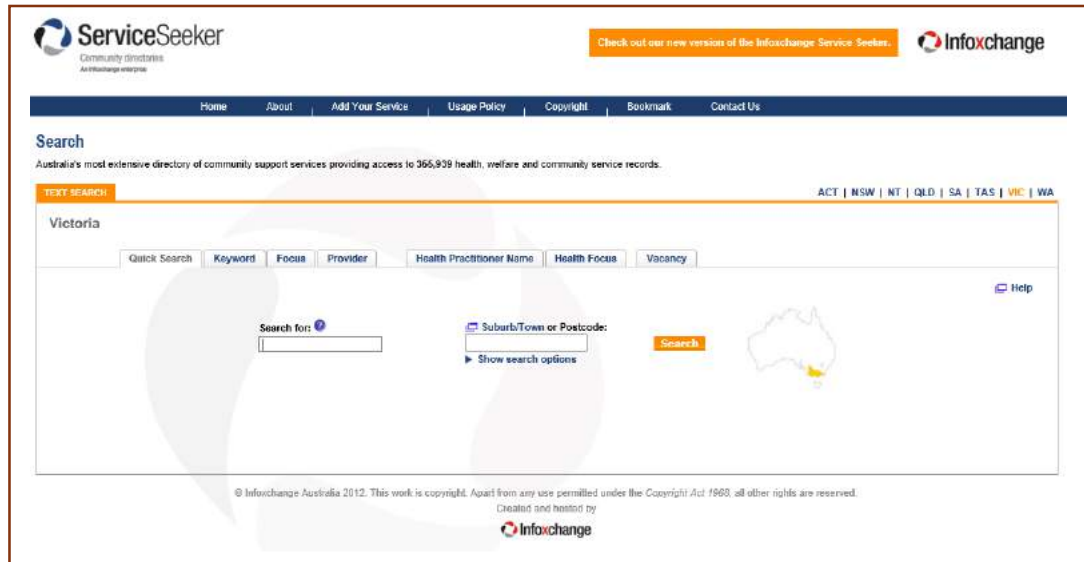 ServiceSeeker
Community directories
An Infoxchange enterprise
Check out our new version of the Infoxchange Service Seeker.
Infoxchange
Home About Add Your Service Usage Policy Copyright Bookmark Contact Us
Search
Australia's most extensive directory of community support services providing access to 365,939 health, welfare and community service records.
TEXT SEARCH
ACT | NSW | NT | QLD | SA | TAS | VIC | WA
Victoria
Quick Search Keyword Focus Provider Health Practitioner Name Health Focus Vacancy
Help
Search for: ?
Suburb/Town or Postcode:
Search
Show search options
© Infoxchange Australia 2012. This work is copyright. Apart from any use permitted under the Copyright Act 1968, all other rights are reserved.
Created and hosted by
Infoxchange